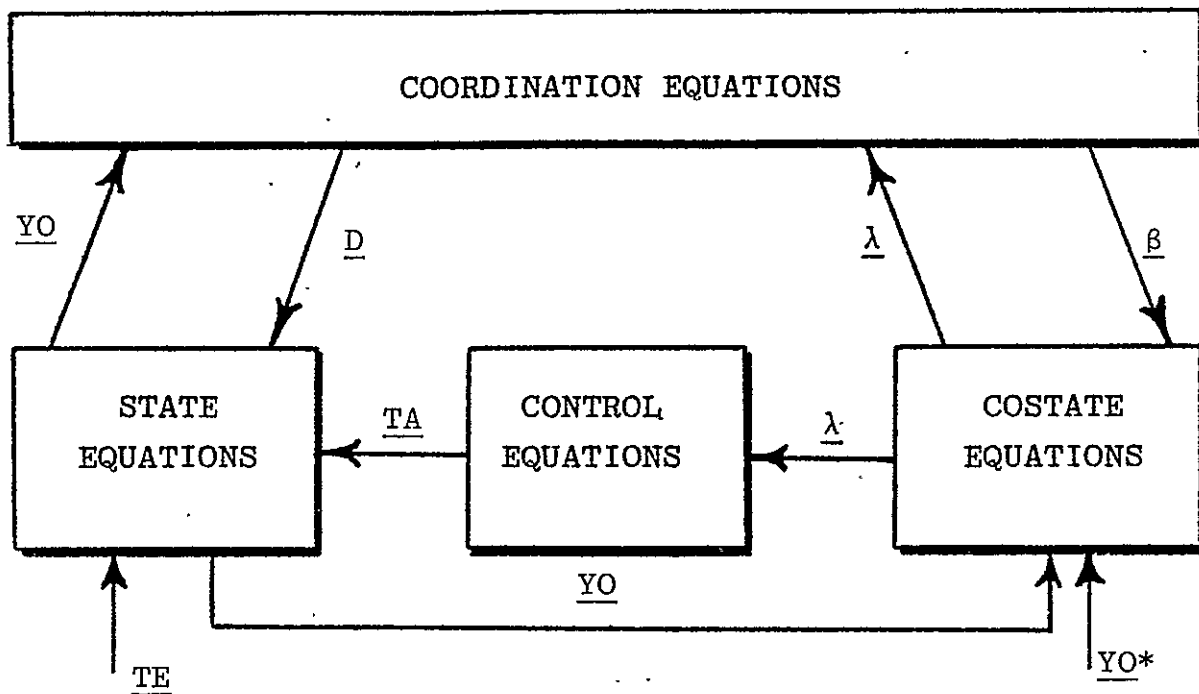 COORDINATION EQUATIONS
YO
D
λ
β
STATE
EQUATIONS
TA
CONTROL
EQUATIONS
λ
COSTATE
EQUATIONS
YO
TE
YO*